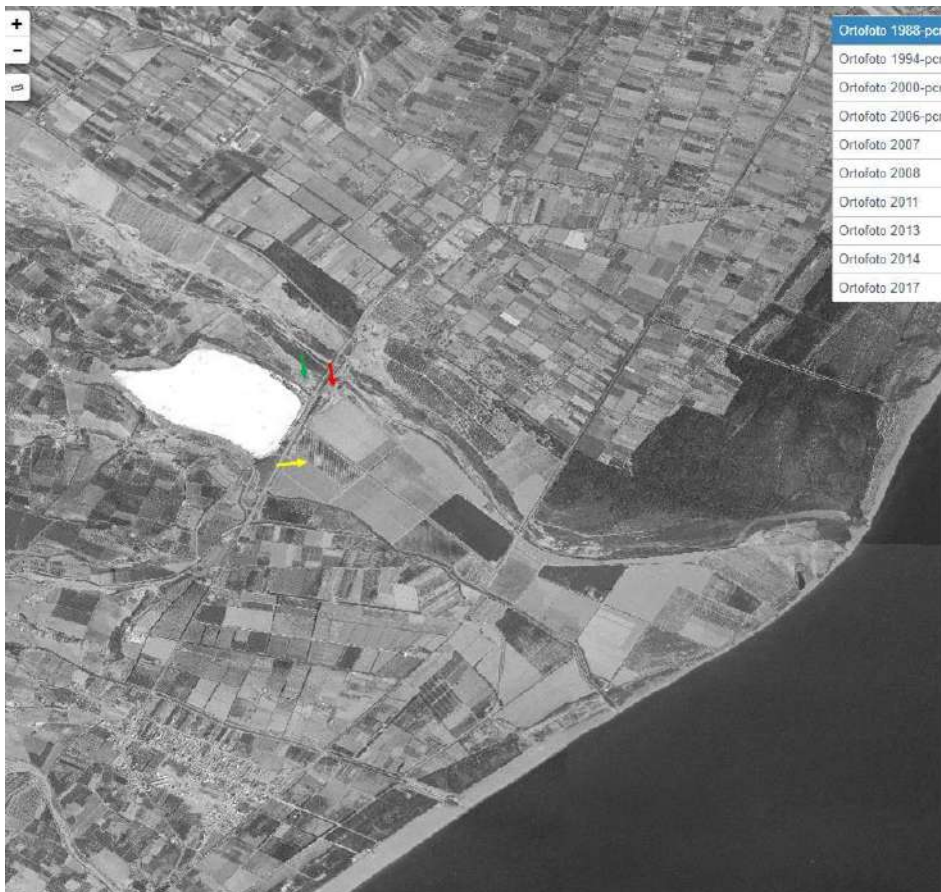 +
−
Ortofoto 1988-pcn
Ortofoto 1994-pcn
Ortofoto 2000-pcn
Ortofoto 2006-pcn
Ortofoto 2007
Ortofoto 2008
Ortofoto 2011
Ortofoto 2013
Ortofoto 2014
Ortofoto 2017